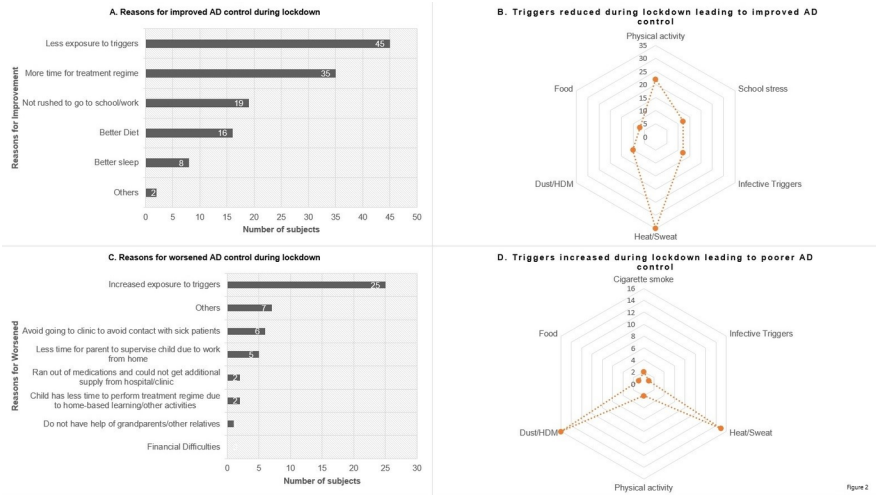 A. Reasons for improved AD control during lockdown
Reasons for Improvement
Less exposure to triggers
45
More time for treatment regime
35
Not rushed to go to school/work
19
Better Diet
16
Better sleep
8
Others
2
0 5 10 15 20 25 30 35 40 45 50
Number of subjects
B. Triggers reduced during lockdown leading to improved AD
control
Physical activity
35
30
25
20
15
10
5
0
School stress
Infective Triggers
Heat/Sweat
Dust/HDM
Food
C. Reasons for worsened AD control during lockdown
Reasons for Worsened
Increased exposure to triggers
25
Others
7
Avoid going to clinic to avoid contact with sick patients
6
Less time for parent to supervise child due to work
from home
5
Ran out of medications and could not get additional
supply from hospital/clinic
2
Child has less time to perform treatment regime due
to home-based learning/other activities
2
Do not have help of grandparents/other relatives
Financial Difficulties
0 5 10 15 20 25 30
Number of subjects
D. Triggers increased during lockdown leading to poorer AD
control
Cigarette smoke
16
14
12
10
8
6
4
2
0
Infective Triggers
Heat/Sweat
Physical activity
Dust/HDM
Food
Figure 2